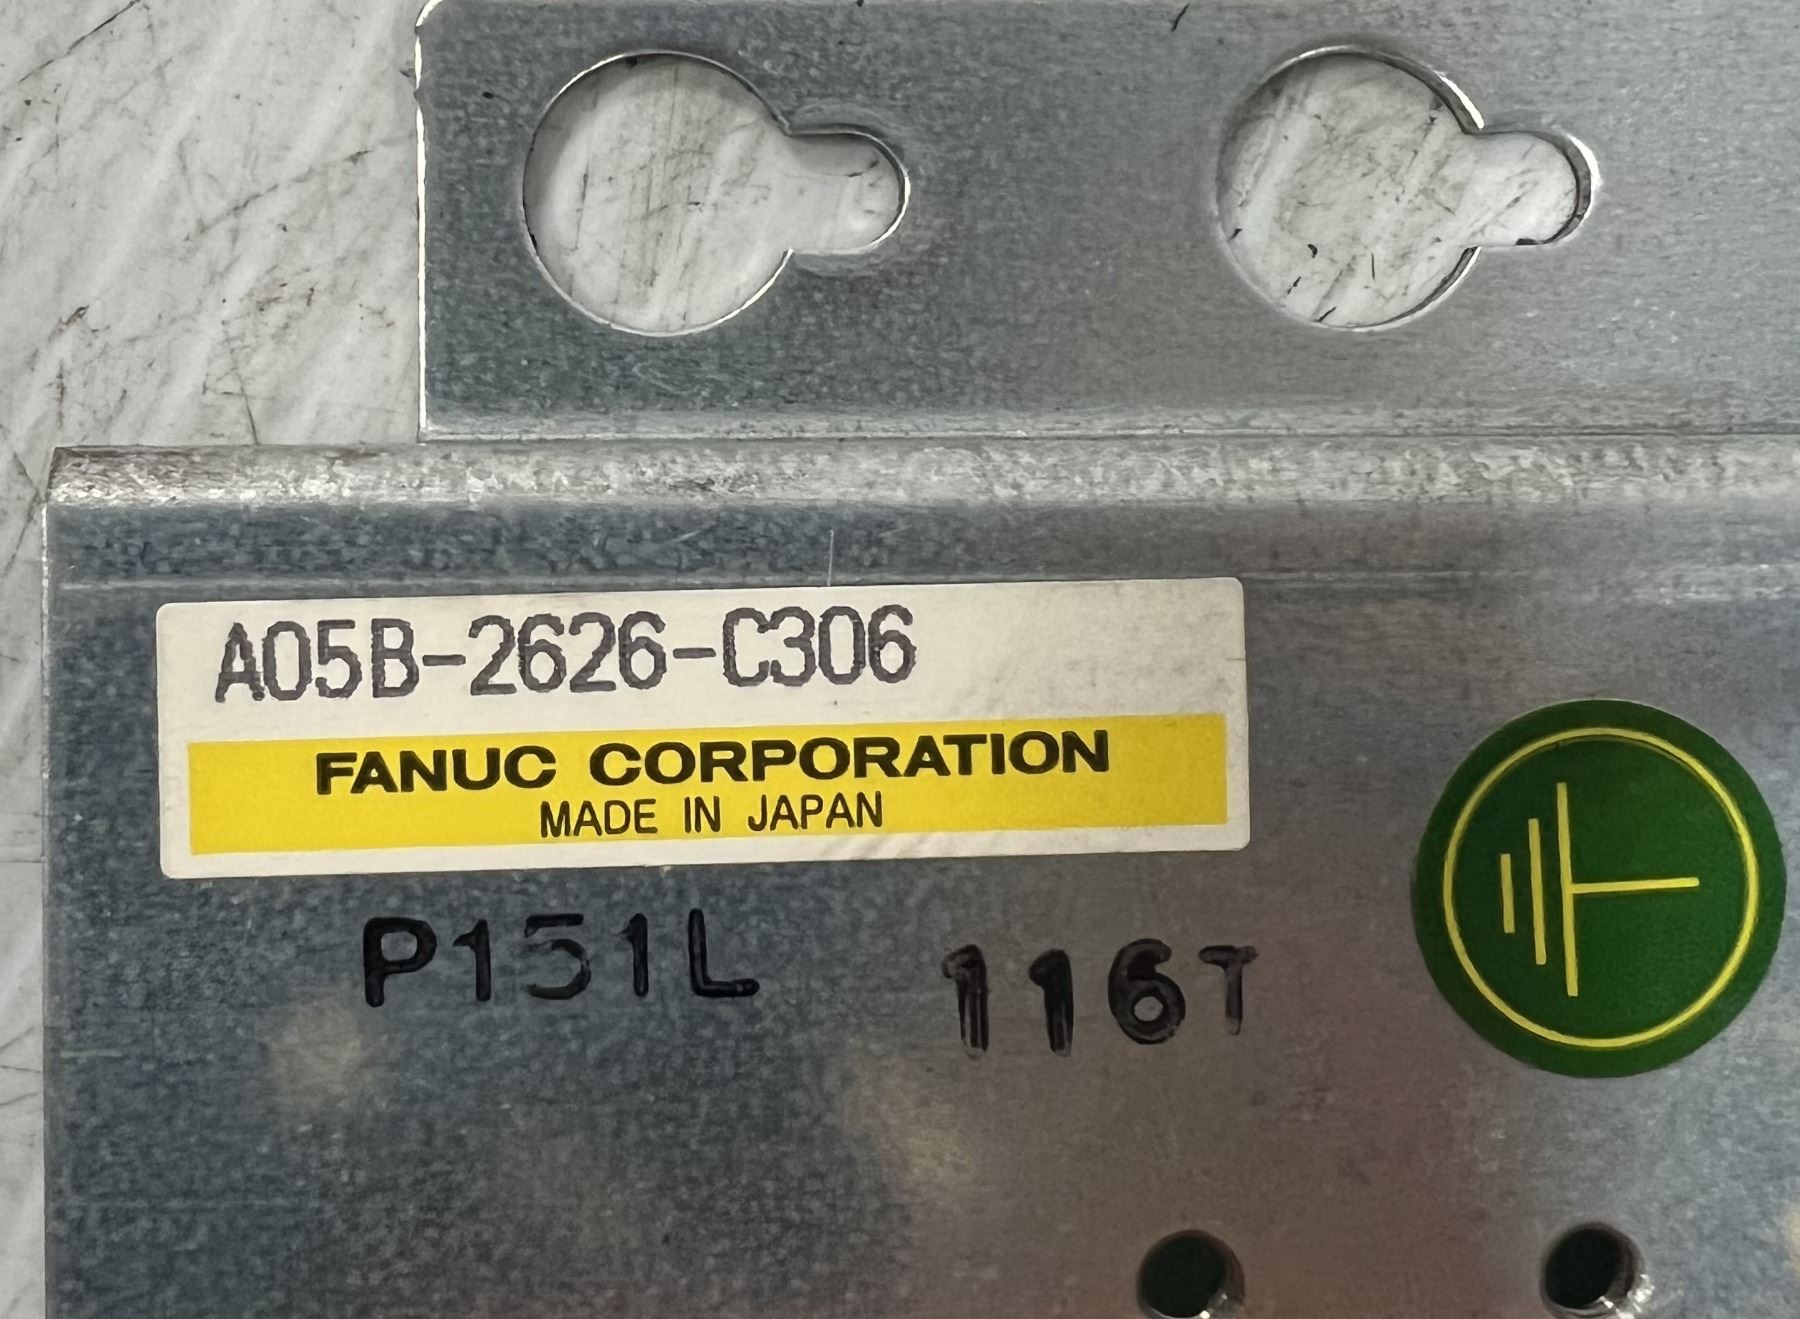 A05B-2626-C306
FANUC CORPORATION
MADE IN JAPAN
P151L 116T